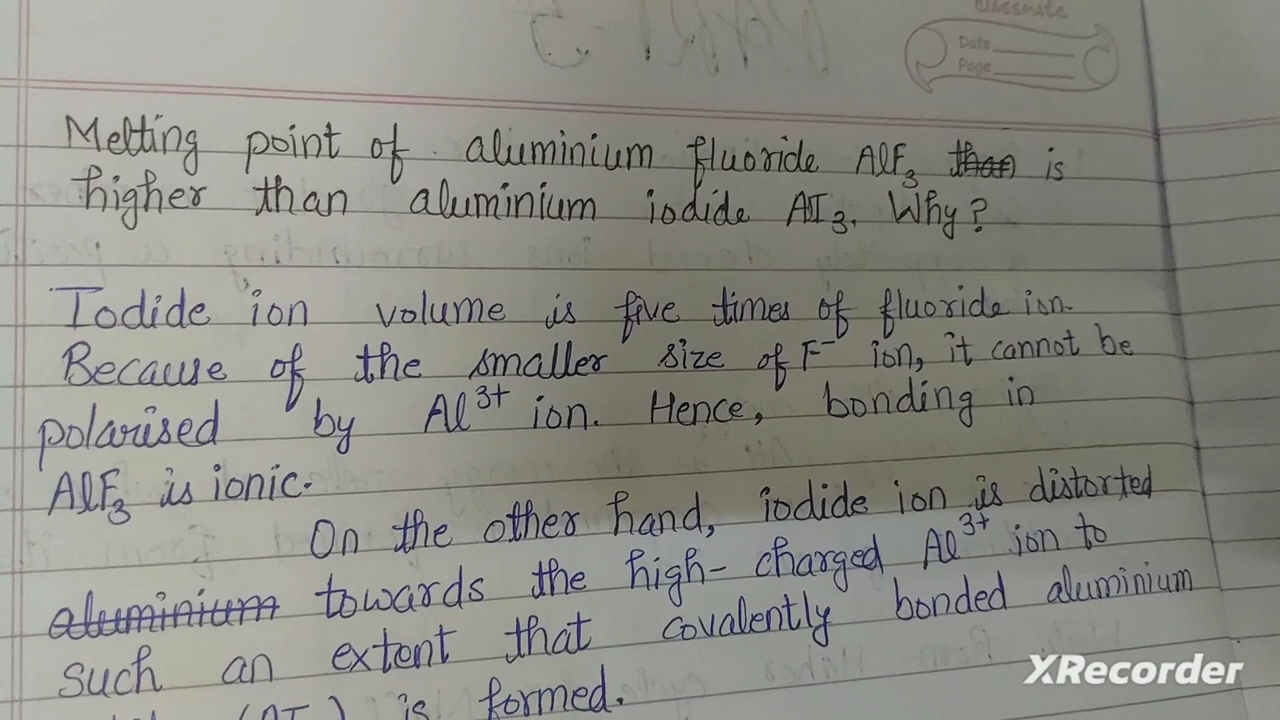 classmate
Date
Page
Melting point of aluminium fluoride AlF3 than is
higher than aluminium iodide AlI3. Why?
Iodide ion volume is five times of fluoride ion.
Because of the smaller size of F⁻ ion, it cannot be
polarised by Al³⁺ ion. Hence, bonding in
AlF3 is ionic.
On the other hand, iodide ion is distorted
aluminium towards the high-charged Al³⁺ ion to
such an extent that covalently bonded aluminium
is formed.
XRecorder